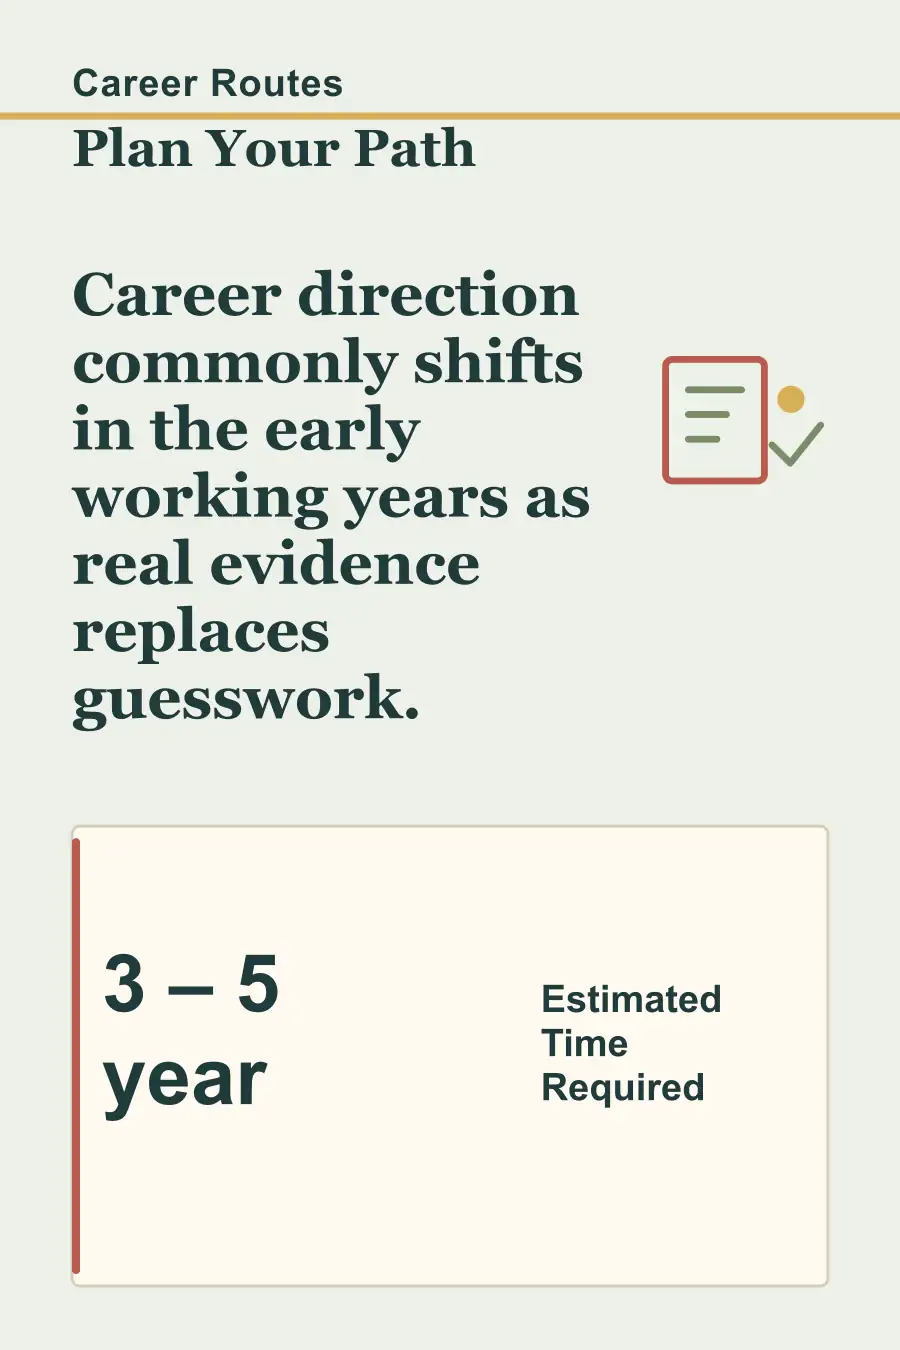 Career Routes
Plan Your Path
Career direction
commonly shifts
in the early
working years as
real evidence
replaces
guesswork.
3 – 5
year
Estimated
Time
Required